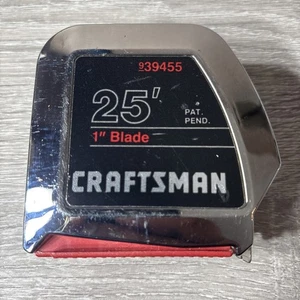 939455
25'
PAT.
PEND.
1" Blade
CRAFTSMAN